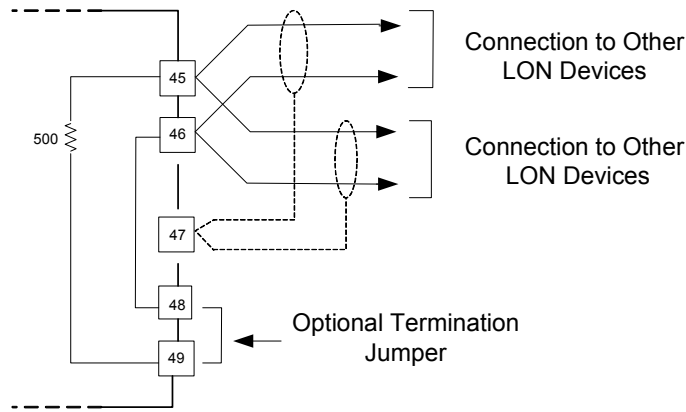 45
Connection to Other
LON Devices
500
46
Connection to Other
LON Devices
47
48
Optional Termination
Jumper
49